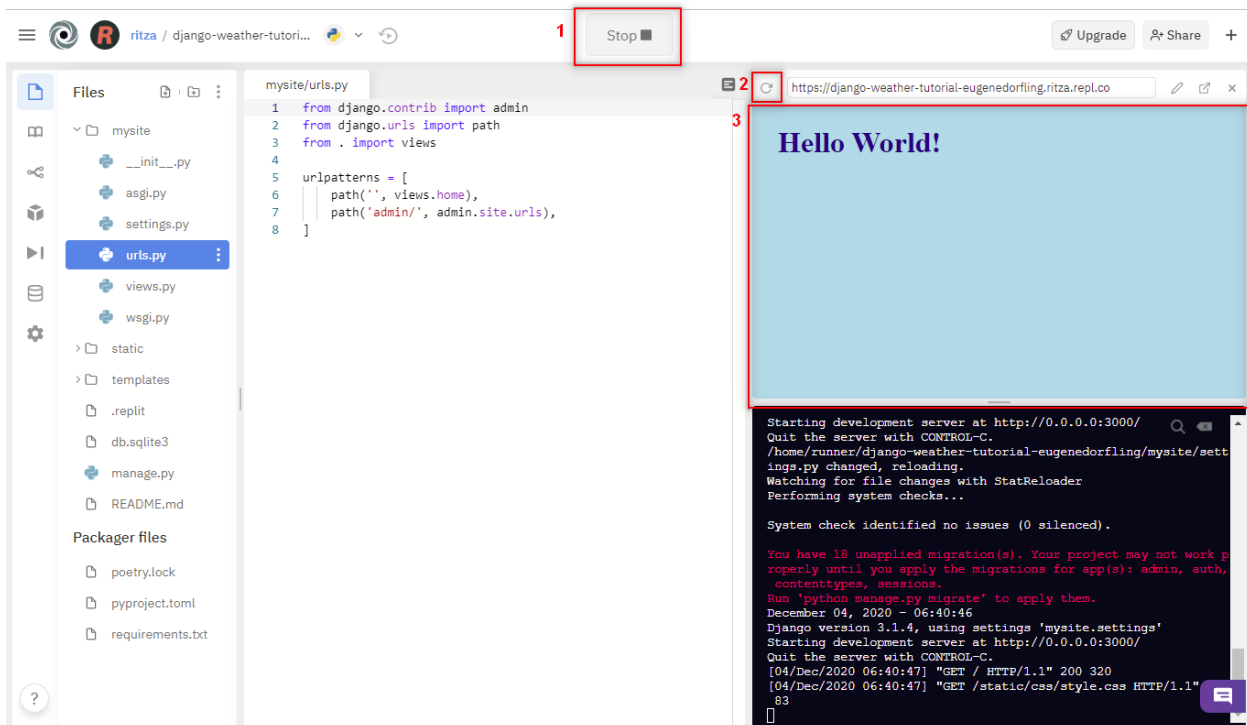 1
Stop
ritza / django-weather-tutori...
Upgrade
Share
Files
mysite
__init__.py
asgi.py
settings.py
urls.py
views.py
wsgi.py
static
templates
.replit
db.sqlite3
manage.py
README.md
Packager files
poetry.lock
pyproject.toml
requirements.txt
?
mysite/urls.py
1 from django.contrib import admin
2 from django.urls import path
3 from . import views
4
5 urlpatterns = [
6 path('', views.home),
7 path('admin/', admin.site.urls),
8 ]
2
https://django-weather-tutorial-eugenedorfling.ritza.repl.co
3
Hello World!
Starting development server at http://0.0.0.0:3000/
Quit the server with CONTROL-C.
/home/runner/django-weather-tutorial-eugenedorfling/mysite/sett
ings.py changed, reloading.
Watching for file changes with StatReloader
Performing system checks...
System check identified no issues (0 silenced).
You have 18 unapplied migration(s). Your project may not work p
roperly until you apply the migrations for app(s): admin, auth,
contenttypes, sessions.
Run 'python manage.py migrate' to apply them.
December 04, 2020 - 06:40:46
Django version 3.1.4, using settings 'mysite.settings'
Starting development server at http://0.0.0.0:3000/
Quit the server with CONTROL-C.
[04/Dec/2020 06:40:47] "GET / HTTP/1.1" 200 320
[04/Dec/2020 06:40:47] "GET /static/css/style.css HTTP/1.1"
83